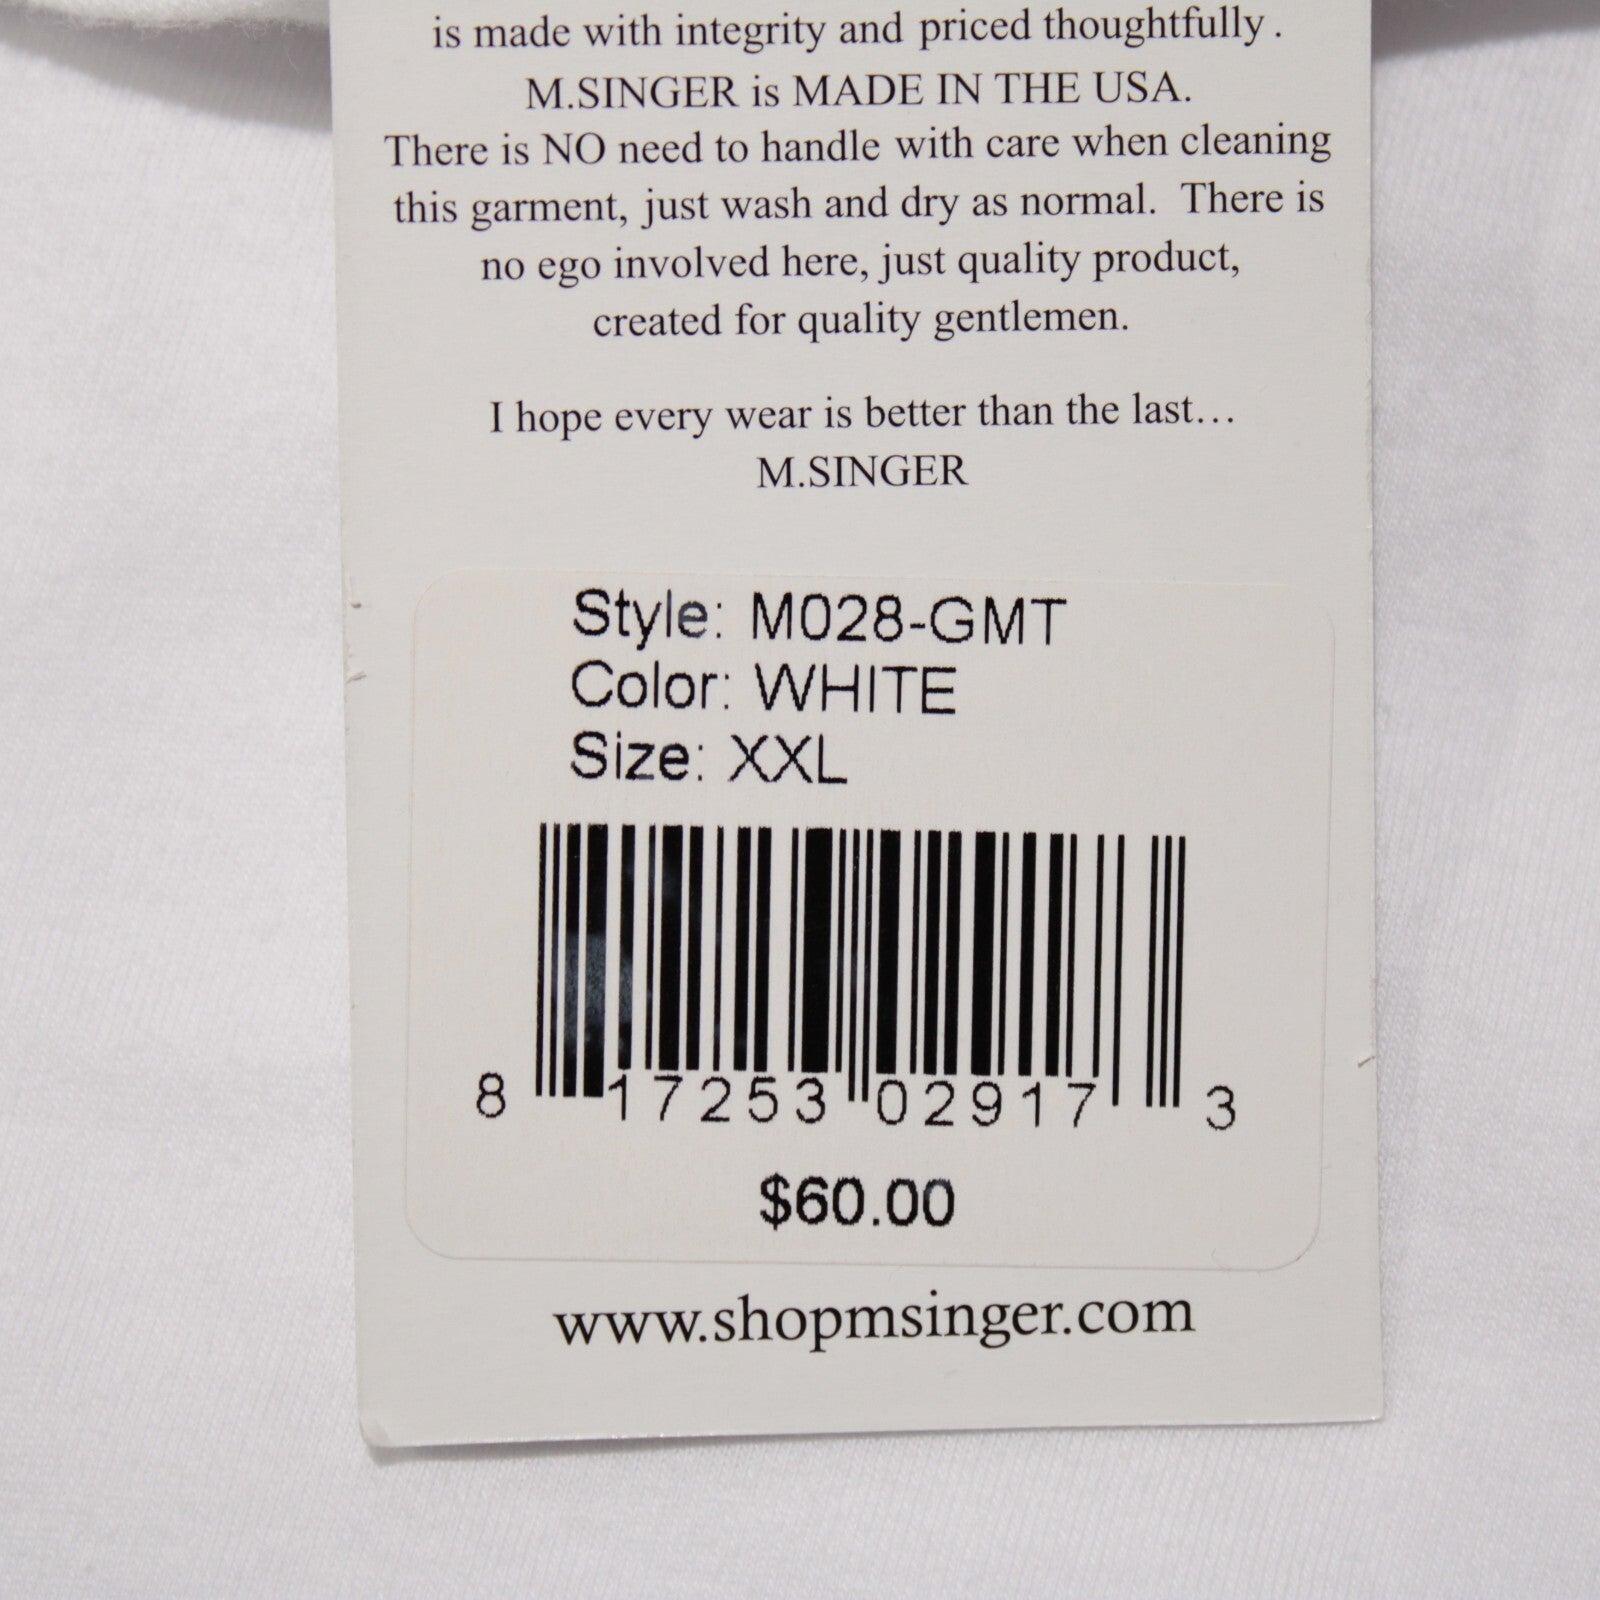 is made with integrity and priced thoughtfully .
M.SINGER is MADE IN THE USA.
There is NO need to handle with care when cleaning
this garment, just wash and dry as normal.  There is
no ego involved here, just quality product,
created for quality gentlemen.
I hope every wear is better than the last…
M.SINGER
Style: M028-GMT
Color: WHITE
Size: XXL
8 17253 02917 3
$60.00
www.shopmsinger.com